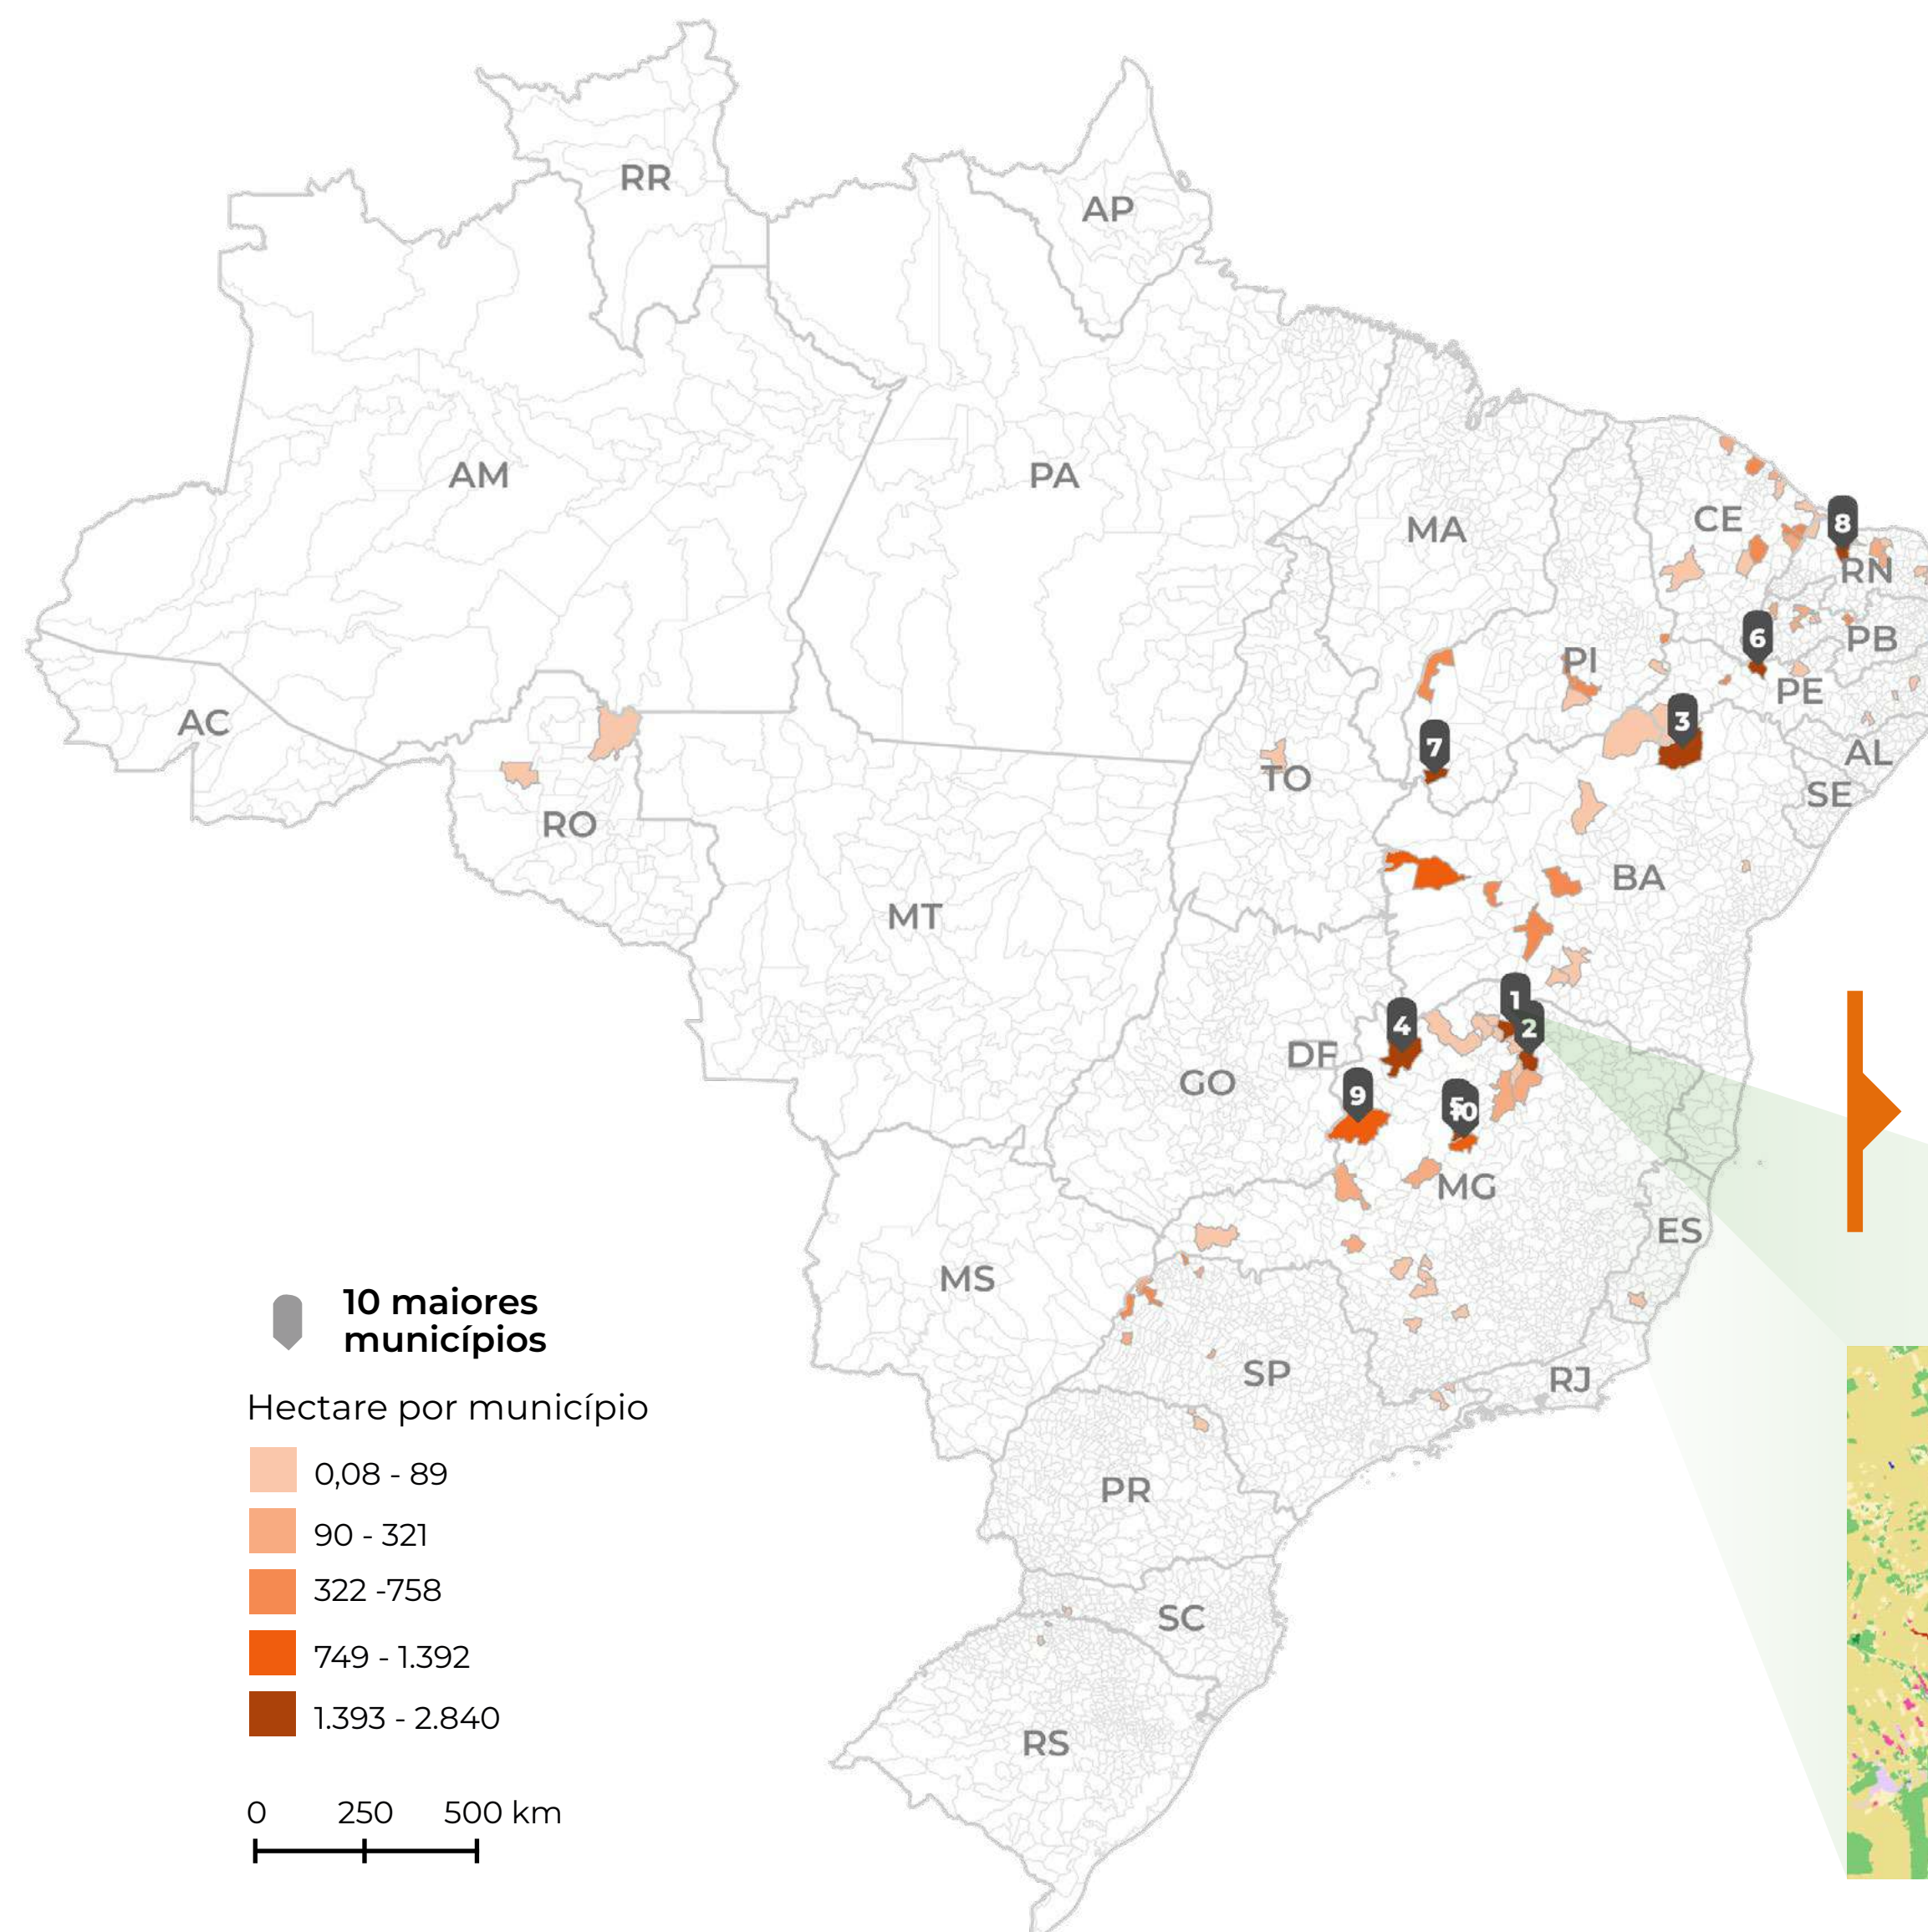 RR
AP
AM
PA
MA
CE
8
RN
6
PB
PI
PE
3
7
AC
TO
AL
SE
RO
BA
MT
1
2
4
DF
GO
9
10
MG
ES
MS
SP
RJ
PR
SC
RS
10 maiores
municípios
Hectare por município
0,08 - 89
90 - 321
322 -758
749 - 1.392
1.393 - 2.840
0 250 500 km